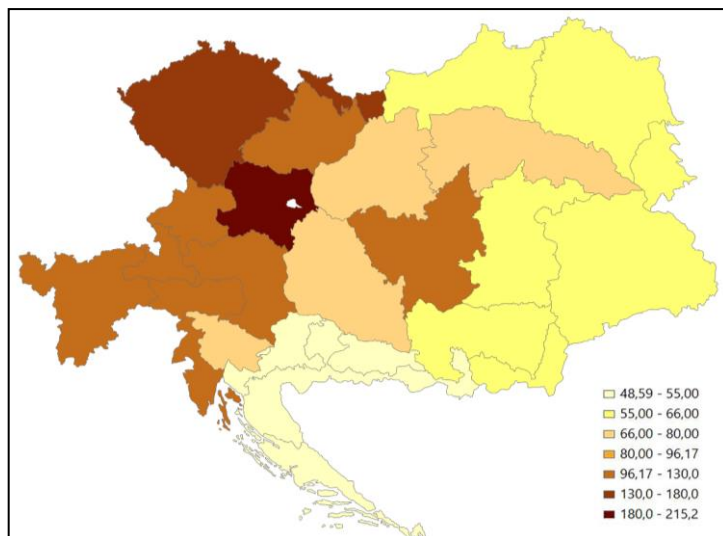 48,59 - 55,00
55,00 - 66,00
66,00 - 80,00
80,00 - 96,17
96,17 - 130,0
130,0 - 180,0
180,0 - 215,2